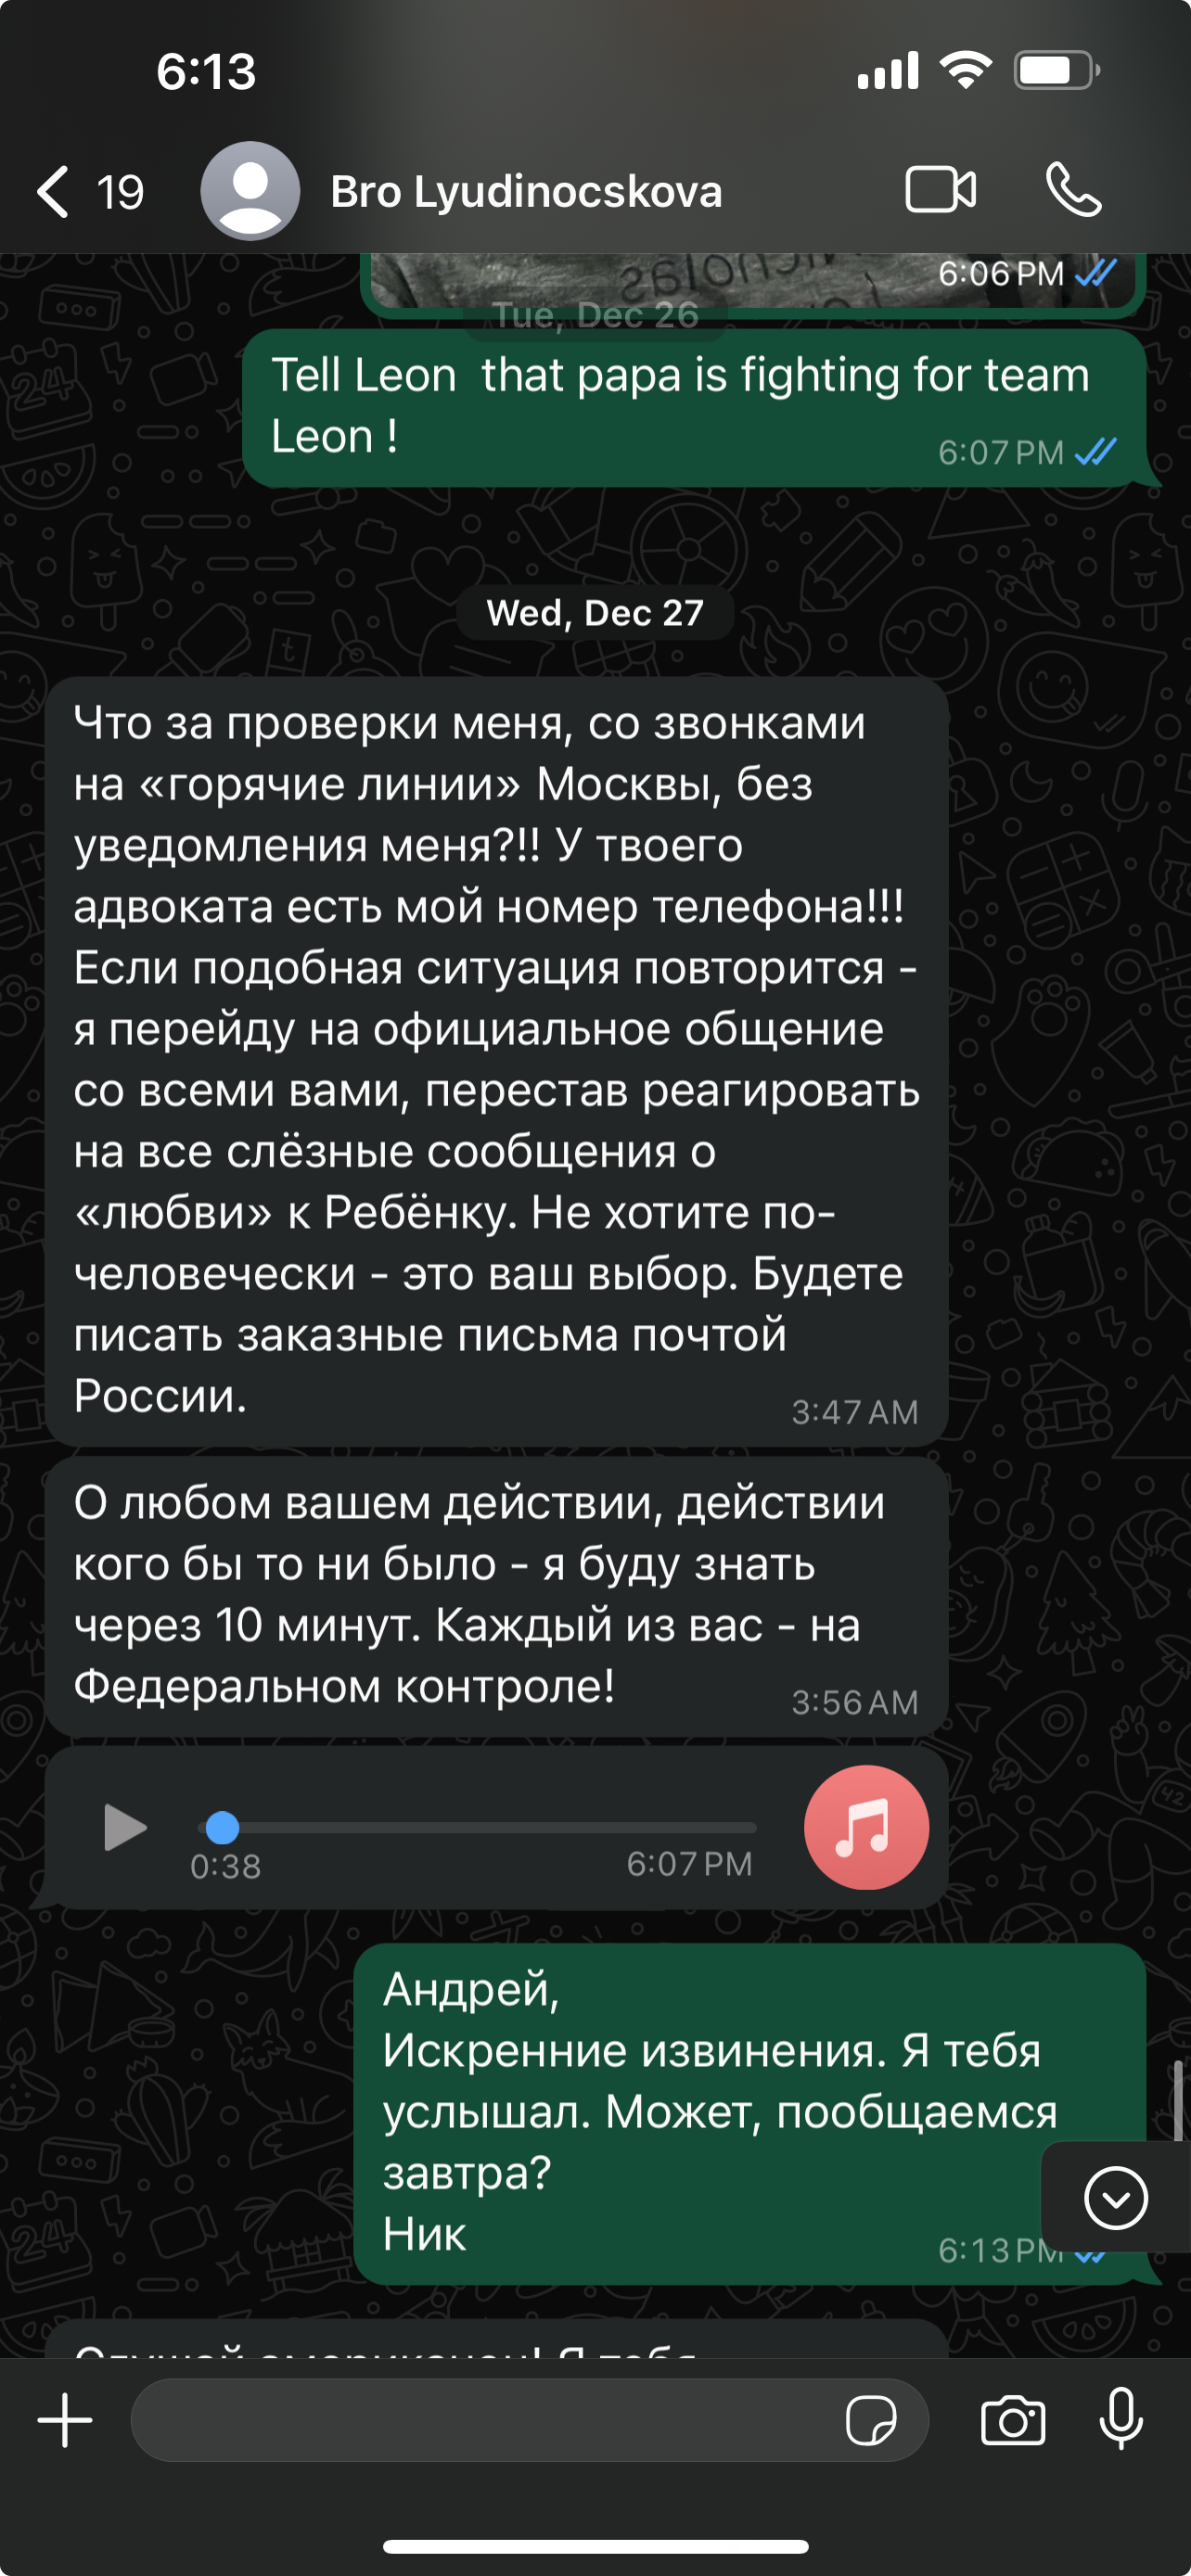 6:13
19
Bro Lyudinocskova
6:06 PM
Tue, Dec 26
Tell Leon  that papa is fighting for team
Leon !
6:07 PM
Wed, Dec 27
Что за проверки меня, со звонками
на «горячие линии» Москвы, без
уведомления меня?!! У твоего
адвоката есть мой номер телефона!!!
Если подобная ситуация повторится -
я перейду на официальное общение
со всеми вами, перестав реагировать
на все слёзные сообщения о
«любви» к Ребёнку. Не хотите по-
человечески - это ваш выбор. Будете
писать заказные письма почтой
России.
3:47 AM
О любом вашем действии, действии
кого бы то ни было - я буду знать
через 10 минут. Каждый из вас - на
Федеральном контроле!
3:56 AM
0:38
6:07 PM
Андрей,
Искренние извинения. Я тебя
услышал. Может, пообщаемся
завтра?
Ник
6:13 PM
Слушай американец! Я тебя